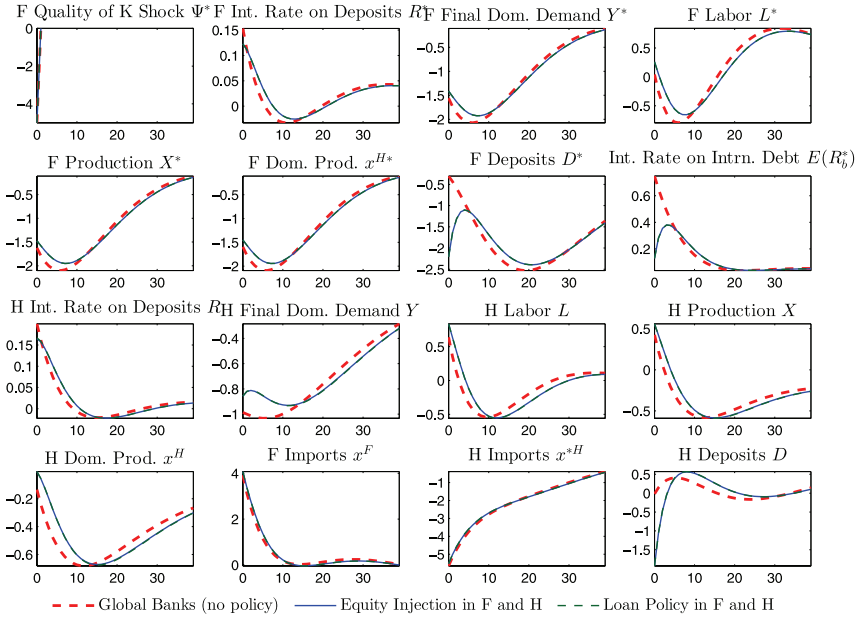 F Quality of K Shock Ψ* F Int. Rate on Deposits R* F Final Dom. Demand Y* F Labor L*
0 -2 -4
0 10 20 30
0.15 0.1 0.05 0
0 10 20 30
-0.5 -1 -1.5 -2
0 10 20 30
0.5 0 -0.5
0 10 20 30
F Production X* F Dom. Prod. x^{H*} F Deposits D* Int. Rate on Intrn. Debt E(R_b^*)
-0.5 -1 -1.5 -2
0 10 20 30
-0.5 -1 -1.5 -2
0 10 20 30
-0.5 -1 -1.5 -2 -2.5
0 10 20 30
0.6 0.4 0.2
0 10 20 30
H Int. Rate on Deposits R H Final Dom. Demand Y H Labor L H Production X
0.15 0.1 0.05 0
0 10 20 30
-0.4 -0.6 -0.8 -1
0 10 20 30
0.5 0 -0.5
0 10 20 30
0.5 0 -0.5
0 10 20 30
H Dom. Prod. x^H F Imports x^F H Imports x^{*H} H Deposits D
-0.2 -0.4 -0.6
0 10 20 30
4 2 0
0 10 20 30
-1 -2 -3 -4 -5
0 10 20 30
0.5 0 -0.5 -1 -1.5
0 10 20 30
Global Banks (no policy) Equity Injection in F and H Loan Policy in F and H